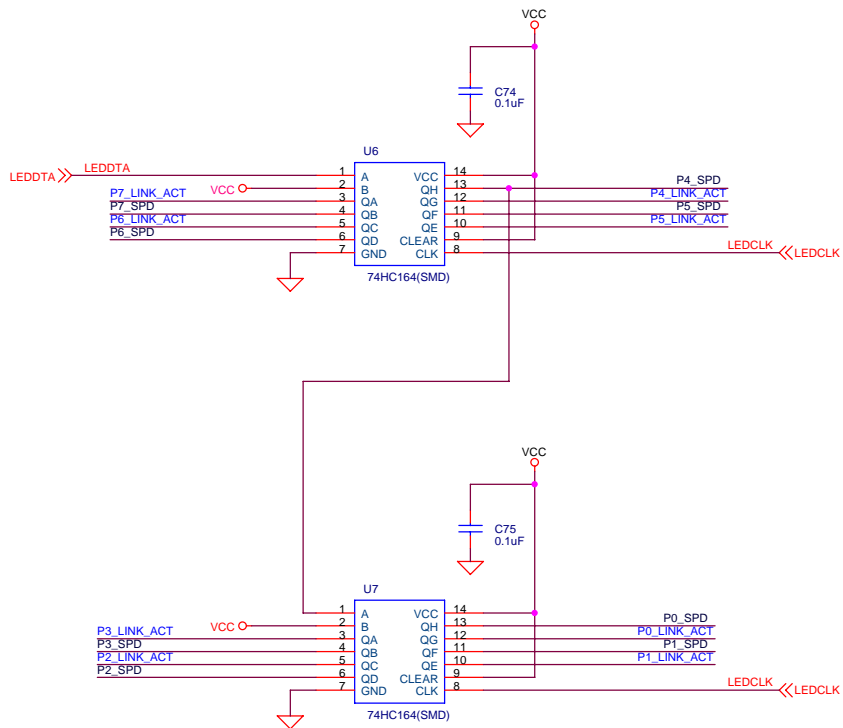 VCC
C74
0.1uF
U6
LEDDTA
LEDDTA
1 A VCC 14
VCC
2 B QH 13
P4_SPD
P7_LINK_ACT
3 QA QG 12
P4_LINK_ACT
P7_SPD
4 QB QF 11
P5_SPD
P6_LINK_ACT
5 QC QE 10
P5_LINK_ACT
P6_SPD
6 QD CLEAR 9
7 GND CLK 8
LEDCLK
LEDCLK
74HC164(SMD)
VCC
C75
0.1uF
U7
1 A VCC 14
VCC
2 B QH 13
P0_SPD
P3_LINK_ACT
3 QA QG 12
P0_LINK_ACT
P3_SPD
4 QB QF 11
P1_SPD
P2_LINK_ACT
5 QC QE 10
P1_LINK_ACT
P2_SPD
6 QD CLEAR 9
7 GND CLK 8
LEDCLK
LEDCLK
74HC164(SMD)